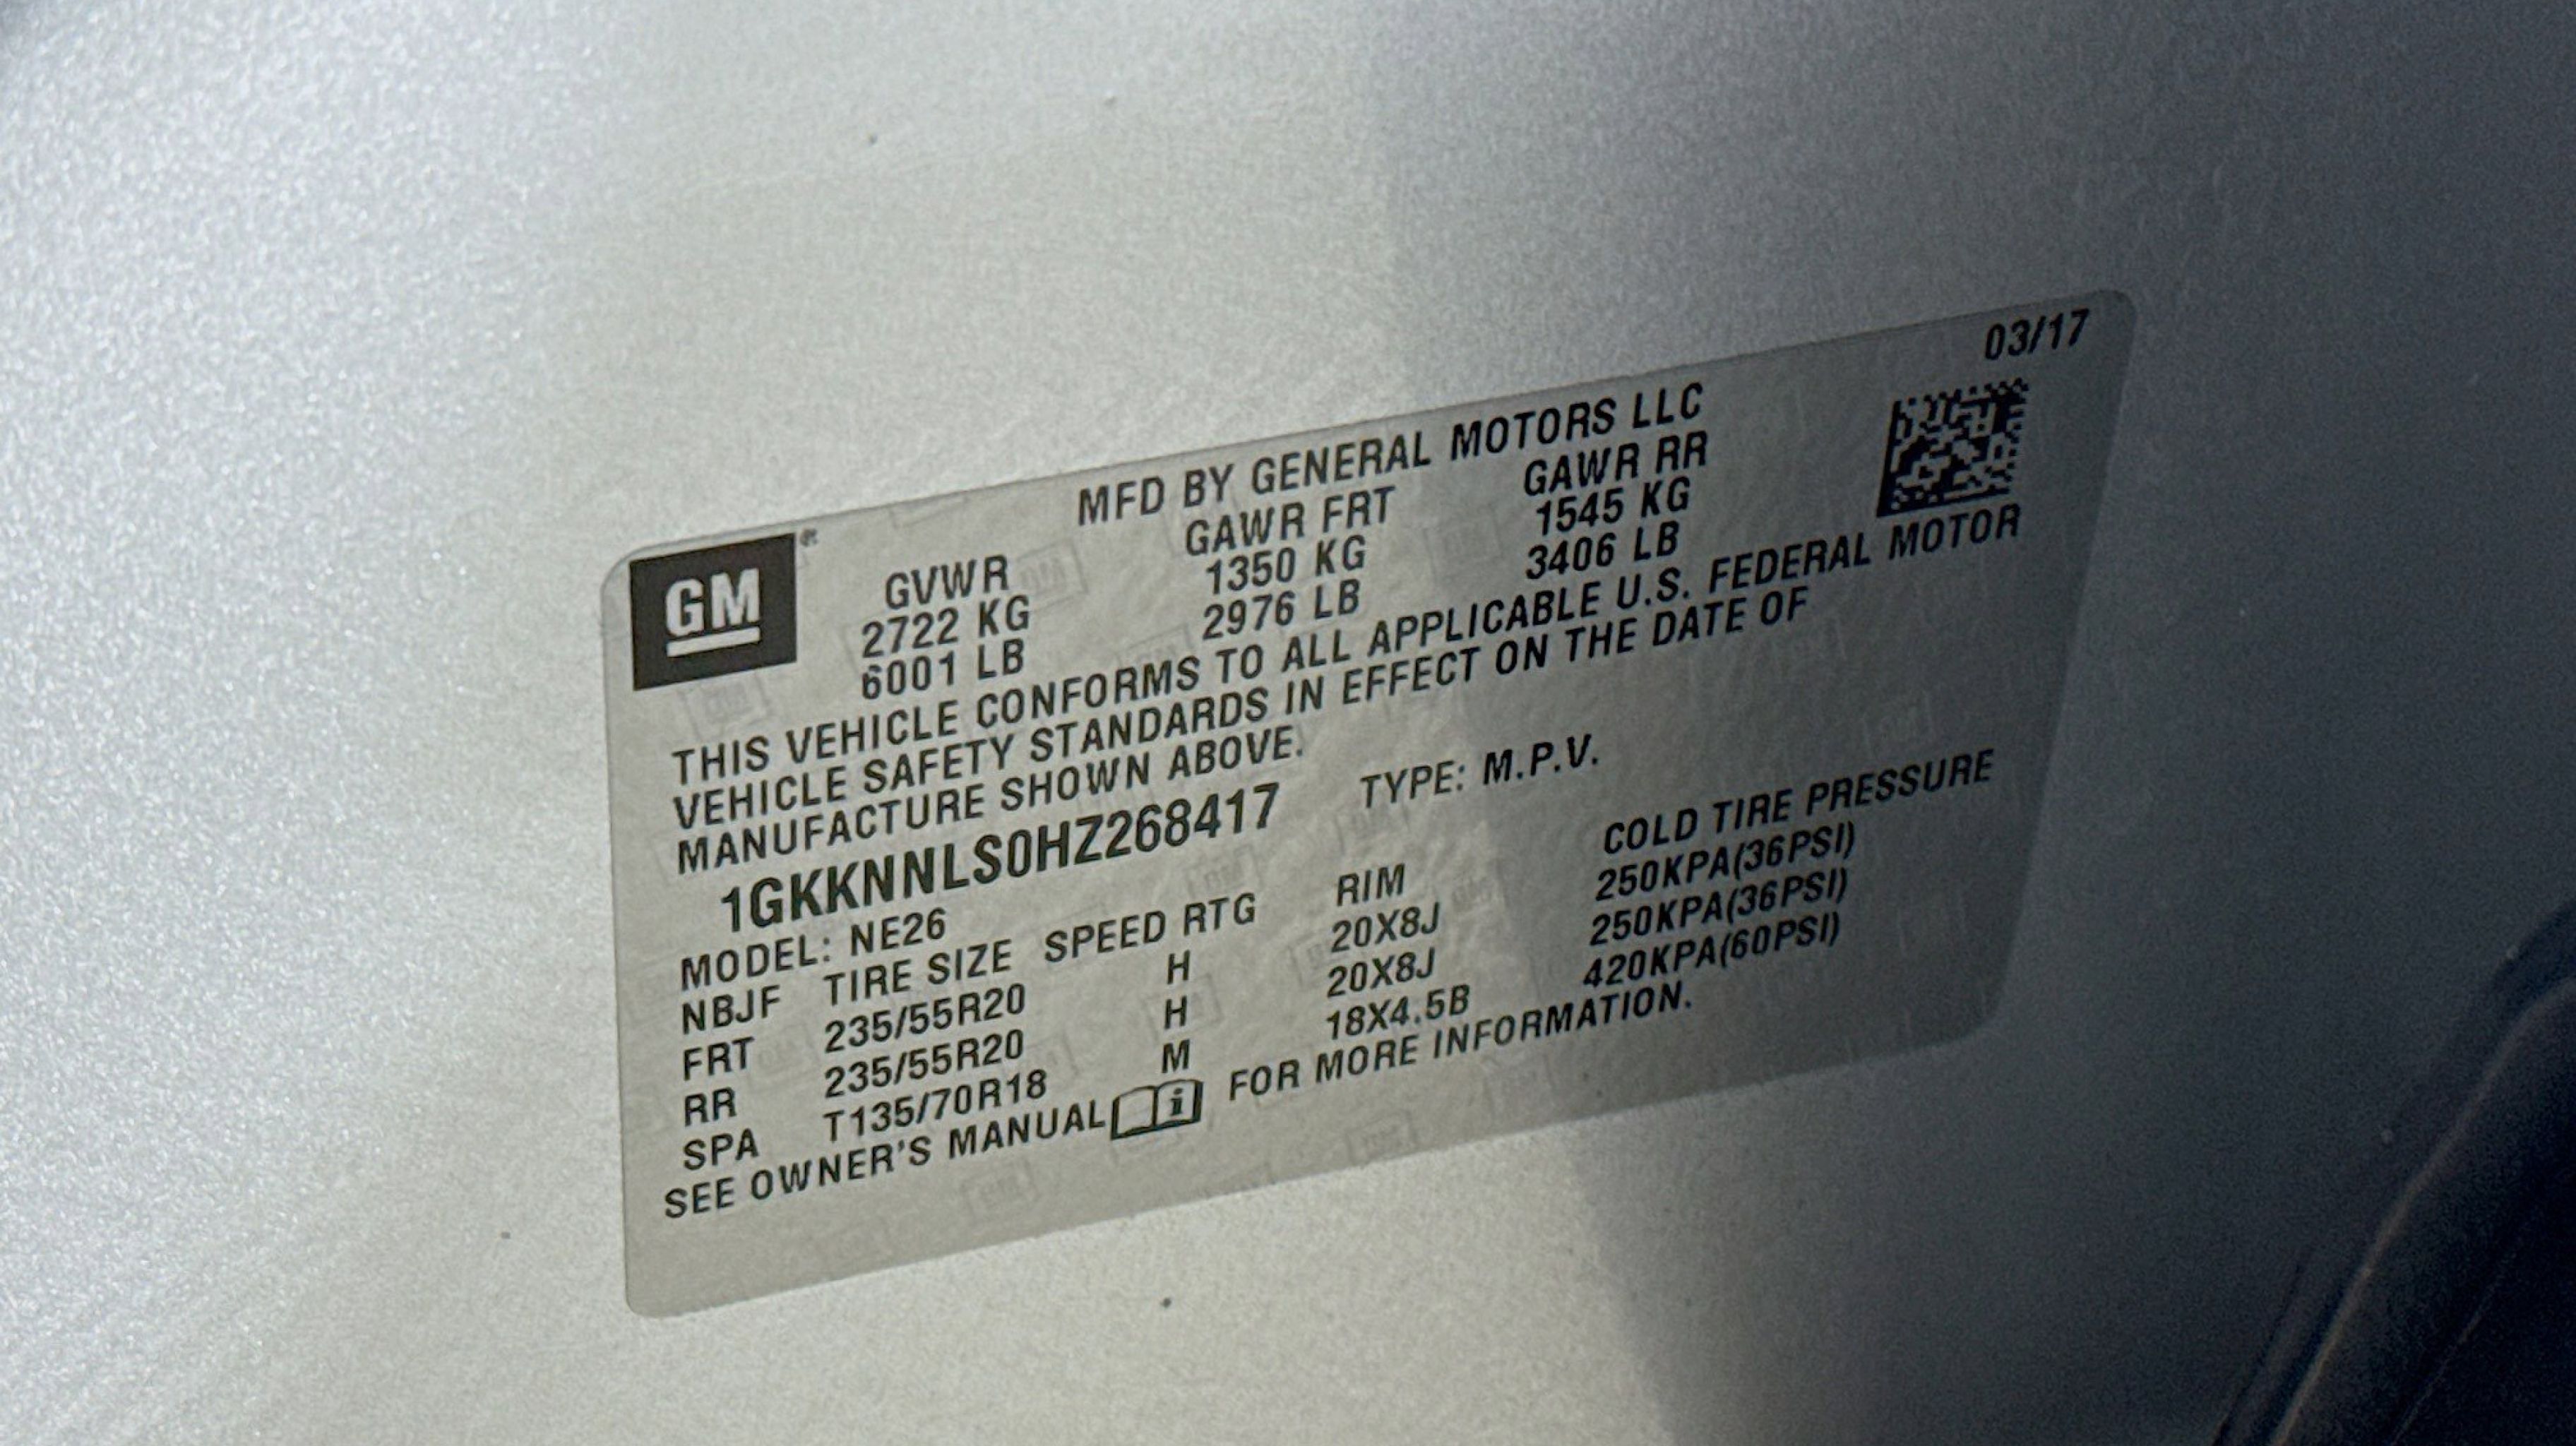 03/17
MFD BY GENERAL MOTORS LLC
GM
GVWR GAWR FRT GAWR RR
2722 KG 1350 KG 1545 KG
6001 LB 2976 LB 3406 LB
THIS VEHICLE CONFORMS TO ALL APPLICABLE U.S. FEDERAL MOTOR
VEHICLE SAFETY STANDARDS IN EFFECT ON THE DATE OF
MANUFACTURE SHOWN ABOVE.
1GKKNNLS0HZ268417 TYPE: M.P.V.
MODEL: NE26
NBJF TIRE SIZE SPEED RTG RIM COLD TIRE PRESSURE
FRT 235/55R20 H 20X8J 250KPA(36PSI)
RR 235/55R20 H 20X8J 250KPA(36PSI)
SPA T135/70R18 M 18X4.5B 420KPA(60PSI)
SEE OWNER'S MANUAL FOR MORE INFORMATION.